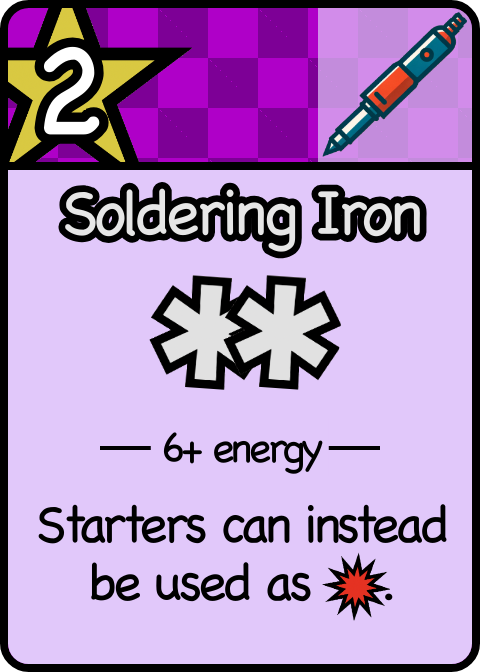 2
Soldering Iron
**
6+ energy
Starters can instead
be used as .